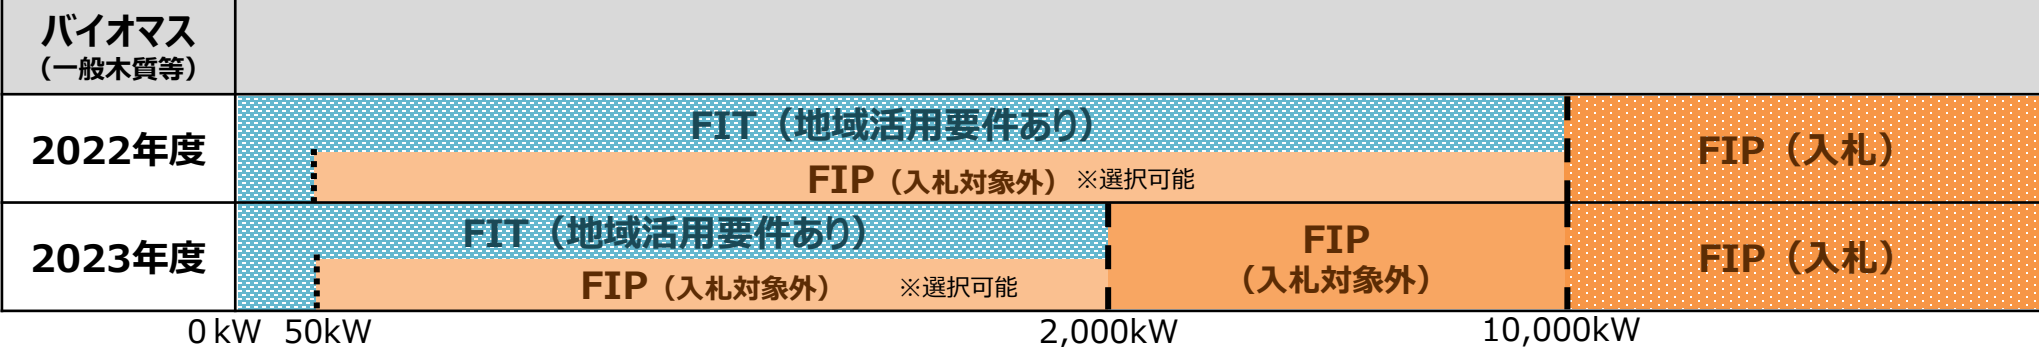 バイオマス
（一般木質等）
2022年度
FIT（地域活用要件あり）
FIP（入札対象外）※選択可能
FIP（入札）
2023年度
FIT（地域活用要件あり）
FIP（入札対象外） ※選択可能
FIP
（入札対象外）
FIP（入札）
0 kW 50kW 2,000kW 10,000kW